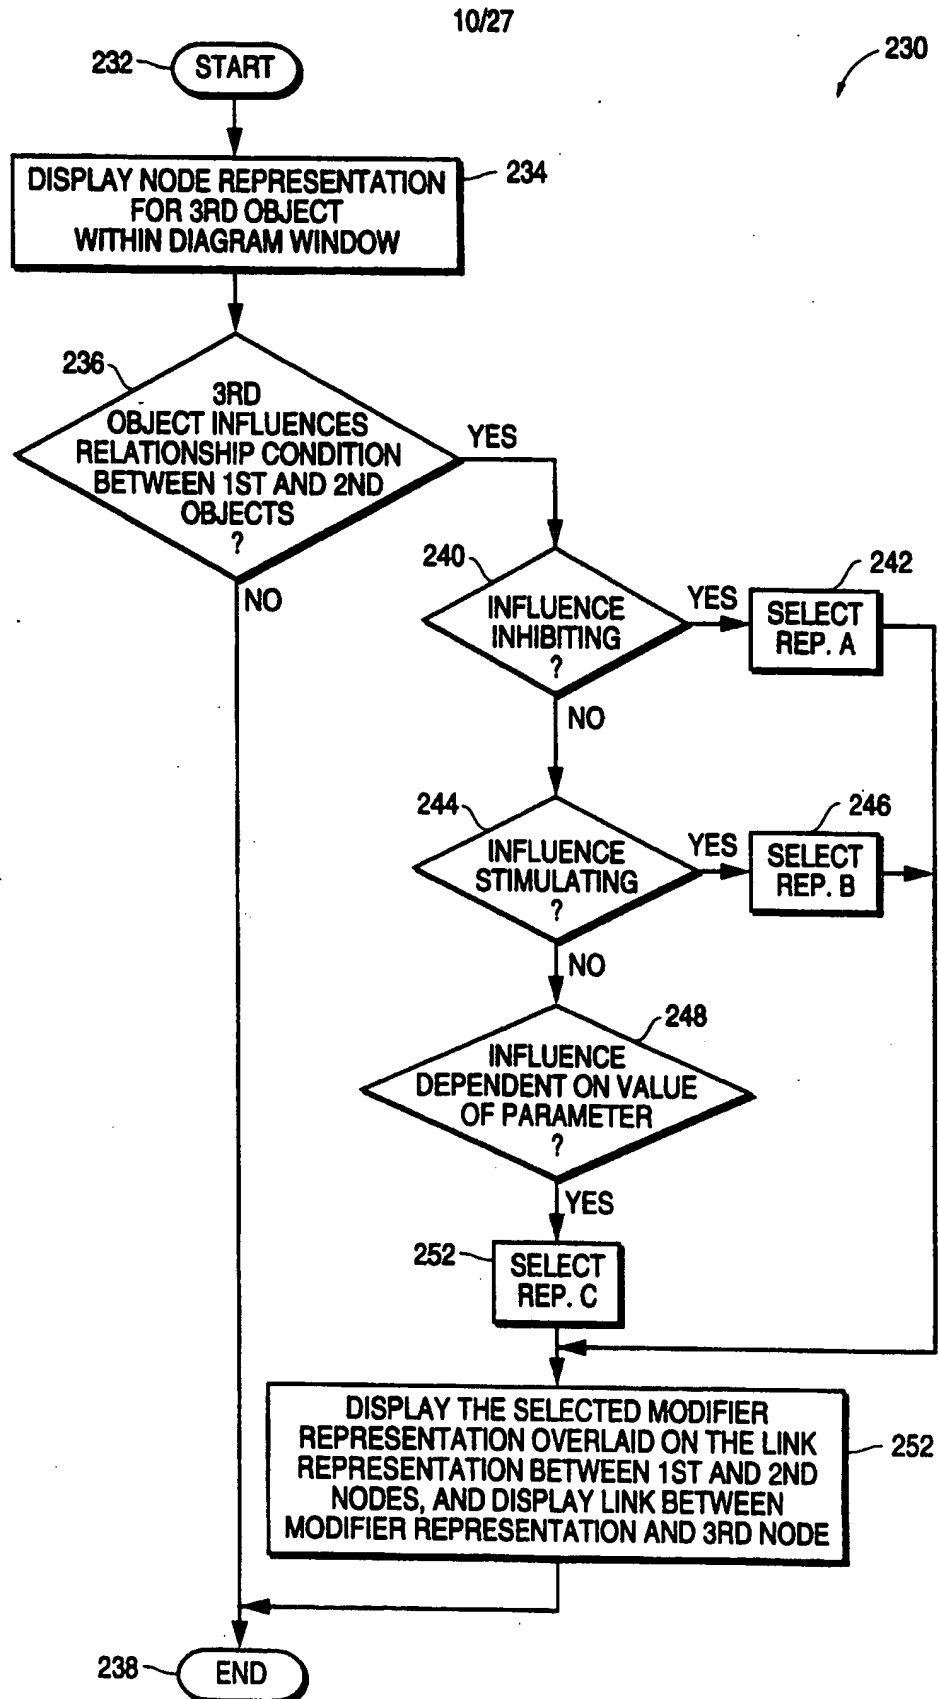 10/27
230
232
START
234
DISPLAY NODE REPRESENTATION
FOR 3RD OBJECT
WITHIN DIAGRAM WINDOW
236
3RD
OBJECT INFLUENCES
RELATIONSHIP CONDITION
BETWEEN 1ST AND 2ND
OBJECTS
?
YES
NO
240
INFLUENCE
INHIBITING
?
YES
242
SELECT
REP. A
NO
244
INFLUENCE
STIMULATING
?
YES
246
SELECT
REP. B
NO
248
INFLUENCE
DEPENDENT ON VALUE
OF PARAMETER
?
YES
252
SELECT
REP. C
DISPLAY THE SELECTED MODIFIER
REPRESENTATION OVERLAID ON THE LINK
REPRESENTATION BETWEEN 1ST AND 2ND
NODES, AND DISPLAY LINK BETWEEN
MODIFIER REPRESENTATION AND 3RD NODE
252
238
END